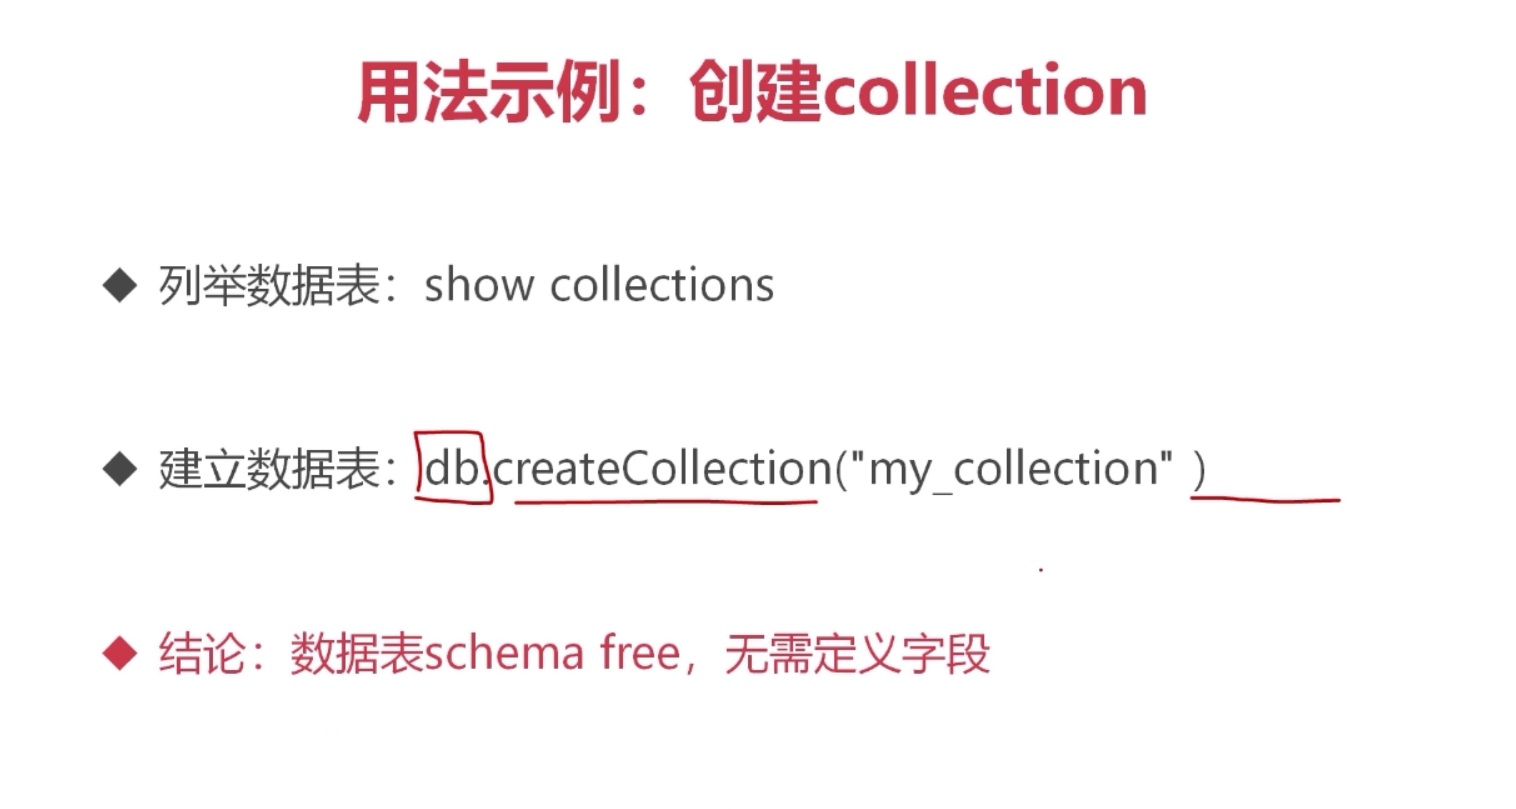 用法示例：创建collection
列举数据表：show collections
建立数据表：db.createCollection("my_collection" )
结论：数据表schema free，无需定义字段